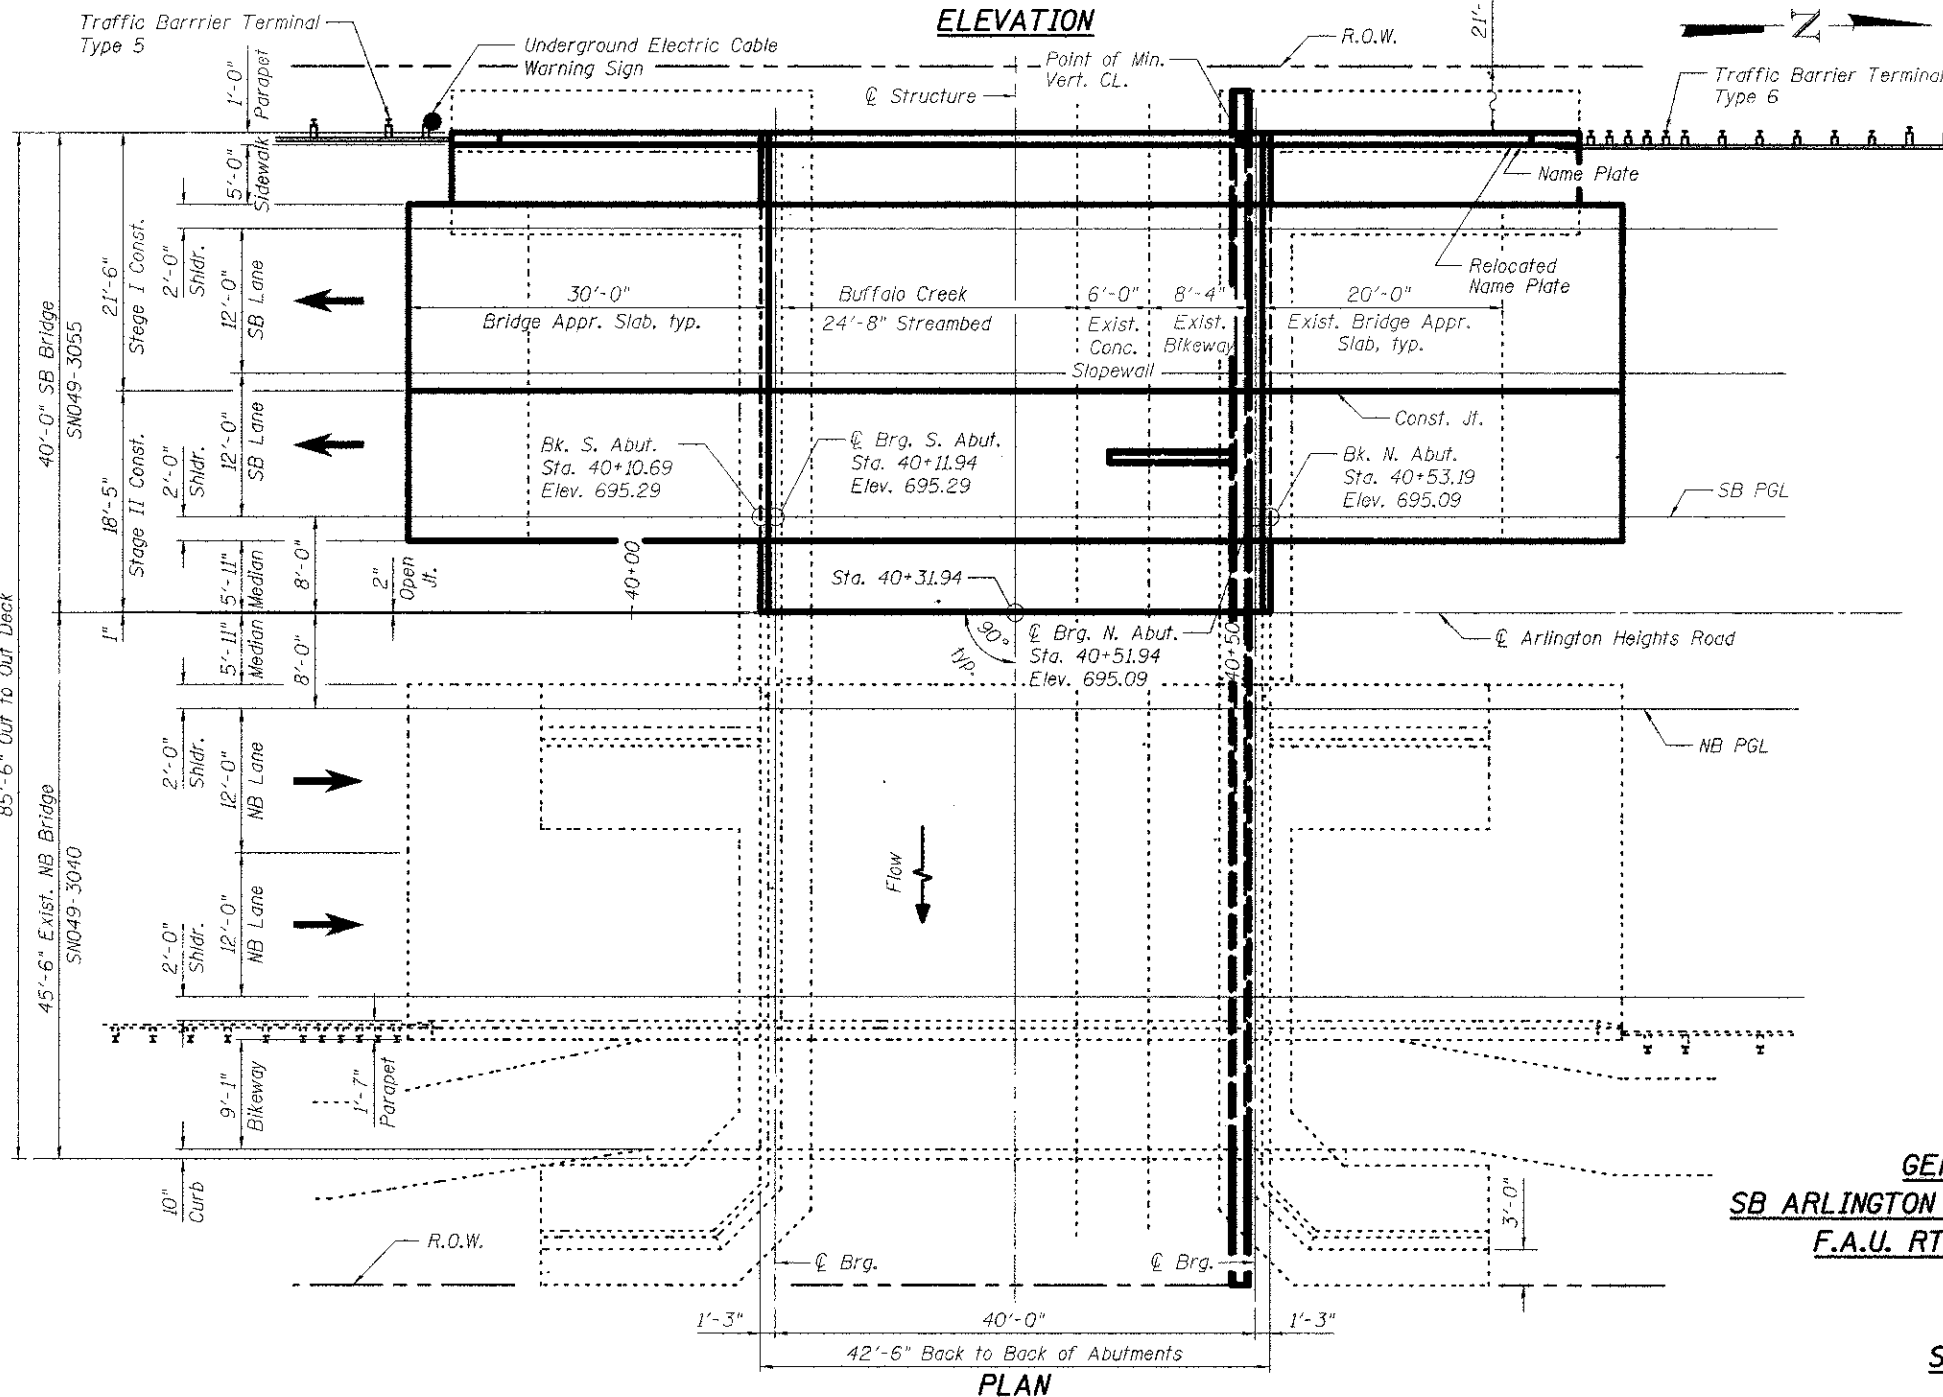 ELEVATION
Traffic Barrrier Terminal
Type 5
Underground Electric Cable
Warning Sign
℄ Structure
Point of Min.
Vert. CL.
R.O.W.
21'-
Z
Traffic Barrier Terminal
Type 6
1'-0"
Parapet
5'-0"
Sidewalk
Name Plate
Relocated
Name Plate
85'-6" Out to Out Deck
40'-0" SB Bridge
SN049-3055
21'-6"
Stege I Const.
2'-0"
Shldr.
12'-0"
SB Lane
30'-0"
Bridge Appr. Slab, typ.
Buffalo Creek
24'-8" Streambed
6'-0"
Exist.
Conc.
Slopewall
8'-4"
Exist.
Bikeway
20'-0"
Exist. Bridge Appr.
Slab, typ.
Const. Jt.
18'-5"
Stage II Const.
2'-0"
Shldr.
12'-0"
SB Lane
Bk. S. Abut.
Sta. 40+10.69
Elev. 695.29
℄ Brg. S. Abut.
Sta. 40+11.94
Elev. 695.29
Bk. N. Abut.
Sta. 40+53.19
Elev. 695.09
SB PGL
5'-11"
Median
8'-0"
2"
Open
Jt.
40+00
Sta. 40+31.94
1"
5'-11"
Median
8'-0"
90°
typ.
℄ Brg. N. Abut.
Sta. 40+51.94
Elev. 695.09
40+50
℄ Arlington Heights Road
NB PGL
45'-6" Exist. NB Bridge
SN049-3040
2'-0"
Shldr.
12'-0"
NB Lane
Flow
2'-0"
Shldr.
12'-0"
NB Lane
9'-1"
Bikeway
1'-7"
Parapet
10"
Curb
R.O.W.
℄ Brg.
℄ Brg.
3'-0"
GE
SB ARLINGTON
F.A.U. RT
S
1'-3"
40'-0"
1'-3"
42'-6" Back to Back of Abutments
PLAN